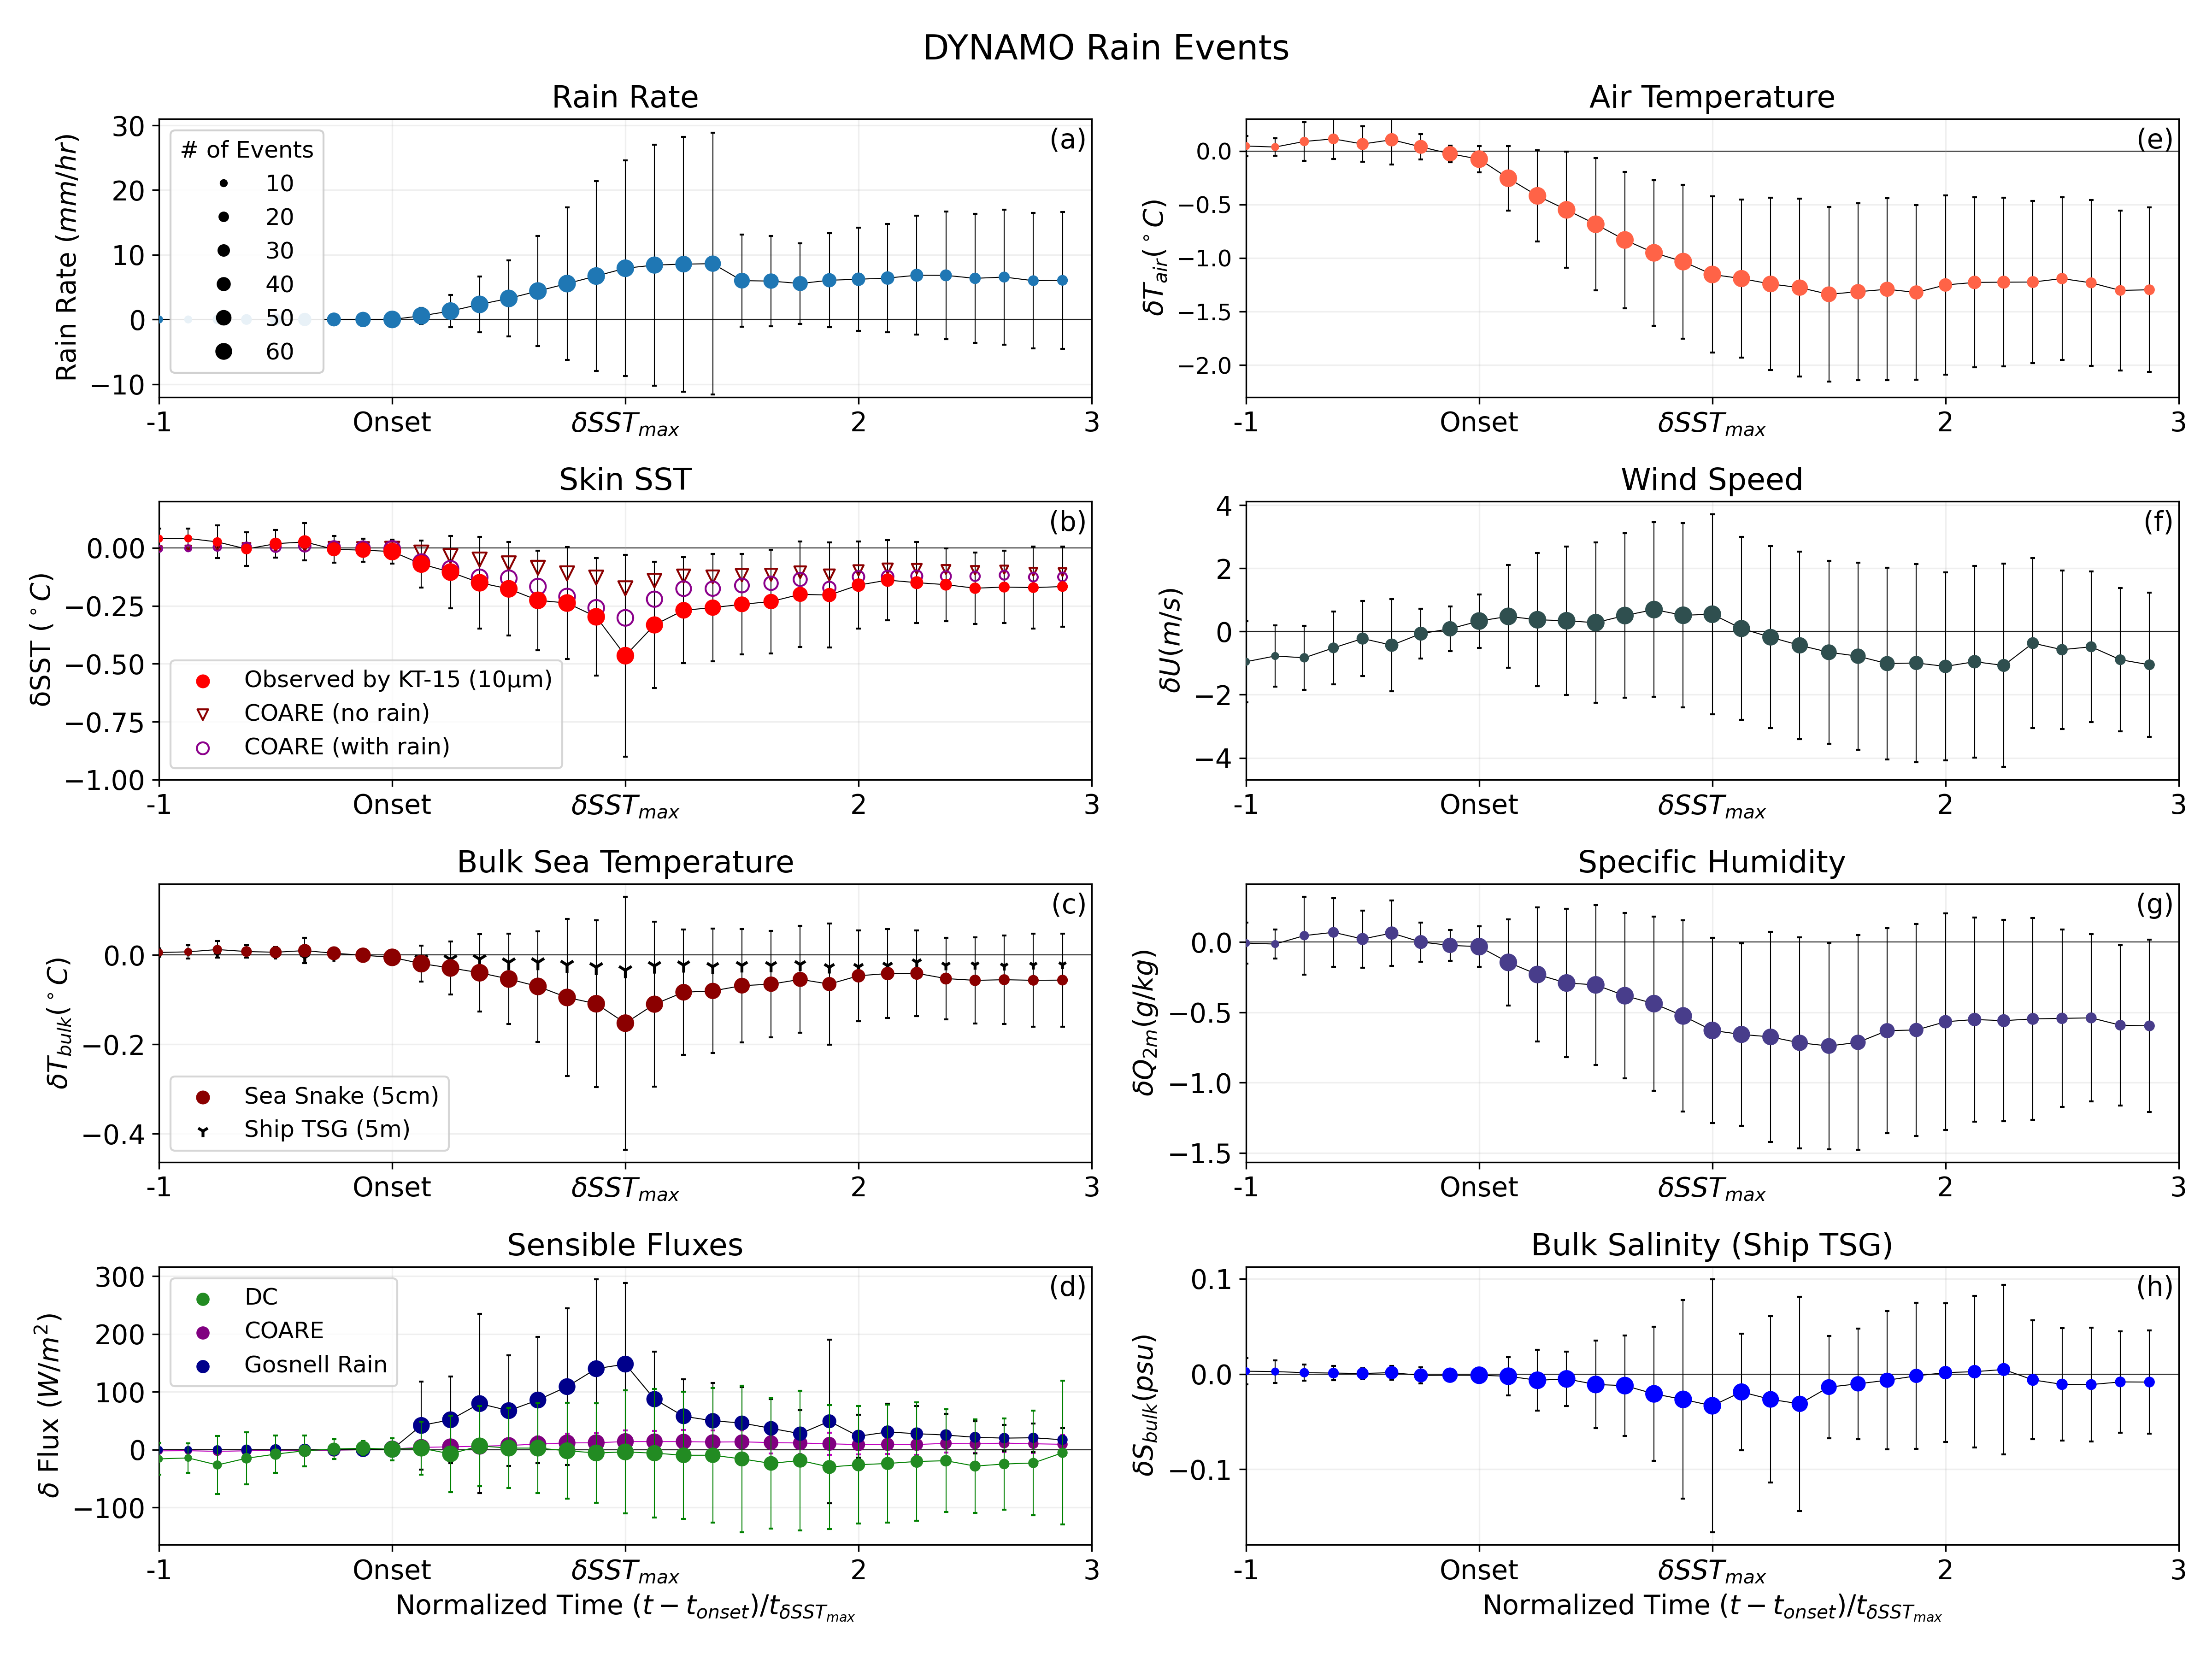 DYNAMO Rain Events
Rain Rate
(a)
Rain Rate (mm/hr)
30
20
10
0
−10
# of Events
10
20
30
40
50
60
-1
Onset
δSST_max
2
3
Air Temperature
(e)
δT_air(°C)
0.0
−0.5
−1.0
−1.5
−2.0
-1
Onset
δSST_max
2
3
Skin SST
(b)
δSST (°C)
0.00
−0.25
−0.50
−0.75
−1.00
Observed by KT-15 (10μm)
COARE (no rain)
COARE (with rain)
-1
Onset
δSST_max
2
3
Wind Speed
(f)
δU(m/s)
4
2
0
−2
−4
-1
Onset
δSST_max
2
3
Bulk Sea Temperature
(c)
δT_bulk(°C)
0.0
−0.2
−0.4
Sea Snake (5cm)
Ship TSG (5m)
-1
Onset
δSST_max
2
3
Specific Humidity
(g)
δQ_2m(g/kg)
0.0
−0.5
−1.0
−1.5
-1
Onset
δSST_max
2
3
Sensible Fluxes
(d)
δ Flux (W/m²)
300
200
100
0
−100
DC
COARE
Gosnell Rain
-1
Onset
δSST_max
2
3
Normalized Time (t − t_onset)/t_δSST_max
Bulk Salinity (Ship TSG)
(h)
δS_bulk(psu)
0.1
0.0
−0.1
-1
Onset
δSST_max
2
3
Normalized Time (t − t_onset)/t_δSST_max